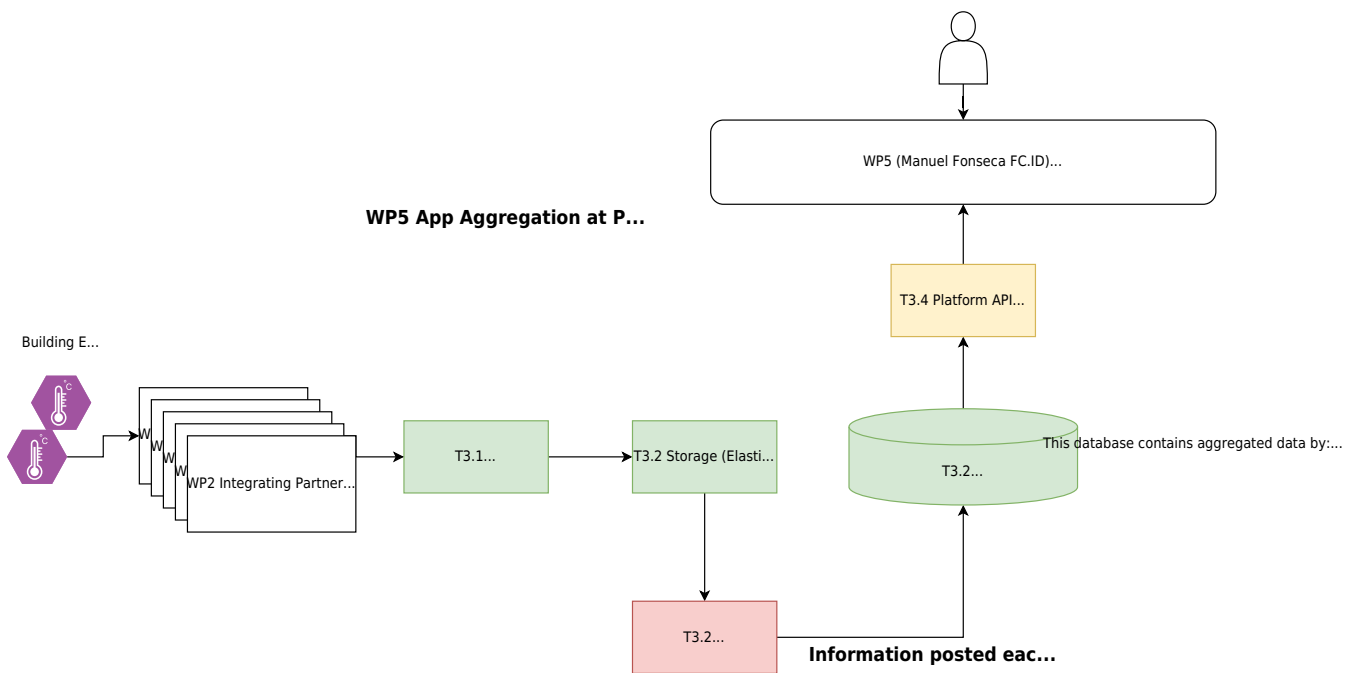 WP5 (Manuel Fonseca FC.ID)...
WP5 App Aggregation at P...
T3.4 Platform API...
Building E...
°C
°C
W
W
W
W
WP2 Integrating Partner...
T3.1...
T3.2 Storage (Elasti...
T3.2...
This database contains aggregated data by:...
T3.2...
Information posted eac...